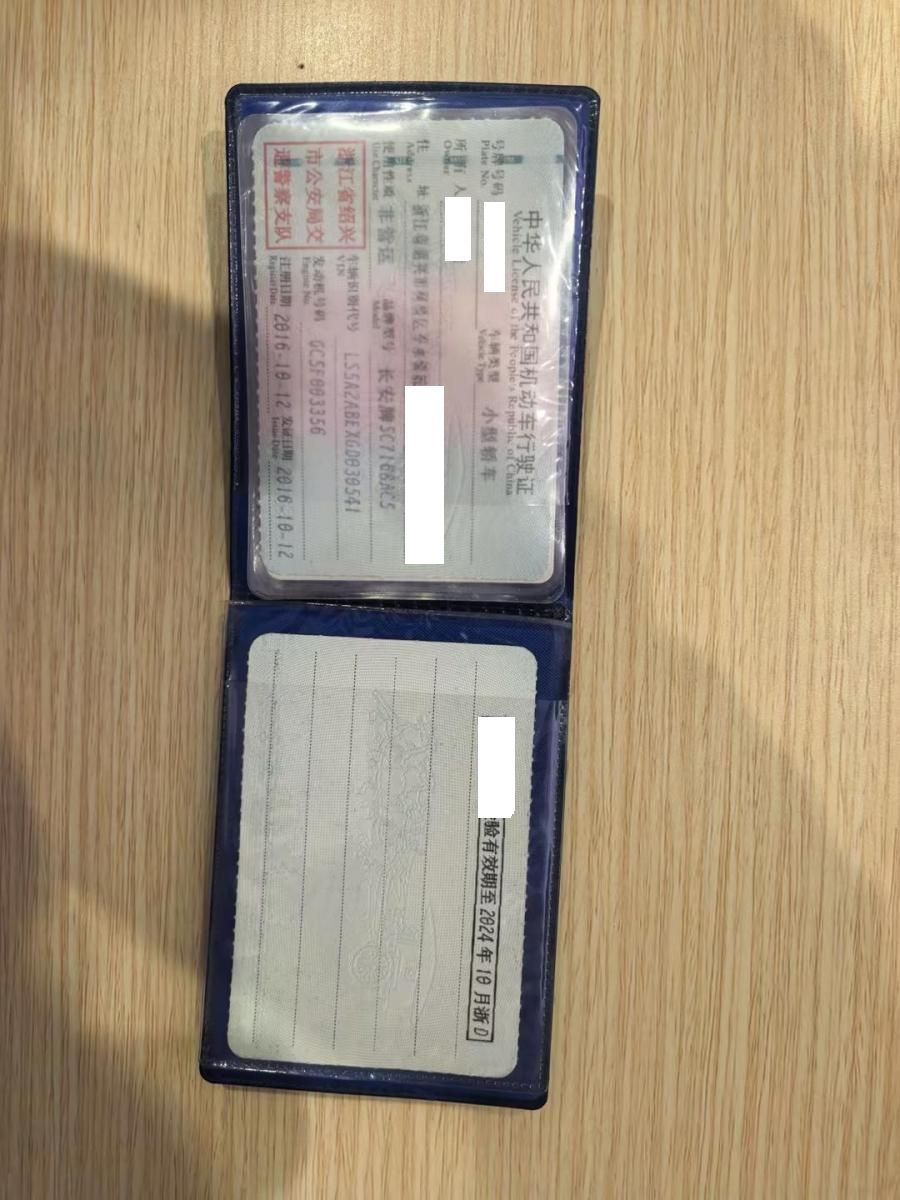 中华人民共和国机动车行驶证
Vehicle License of the People's Republic of China
号牌号码 车辆类型 小型轿车
Plate No. Vehicle Type
所有人
Owner
住 址 浙江省绍兴市柯桥区
Address
使用性质 非营运 品牌型号 长安牌SC7168AC5
Use Character Model
浙江省绍兴
市公安局交
通警察支队
车辆识别代号 LS5A2ABEXGD030541
VIN
发动机号码 GC5F003356
Engine No.
注册日期 2016-10-12 发证日期 2016-10-12
Register Date Issue Date
验有效期至2024年10月浙D